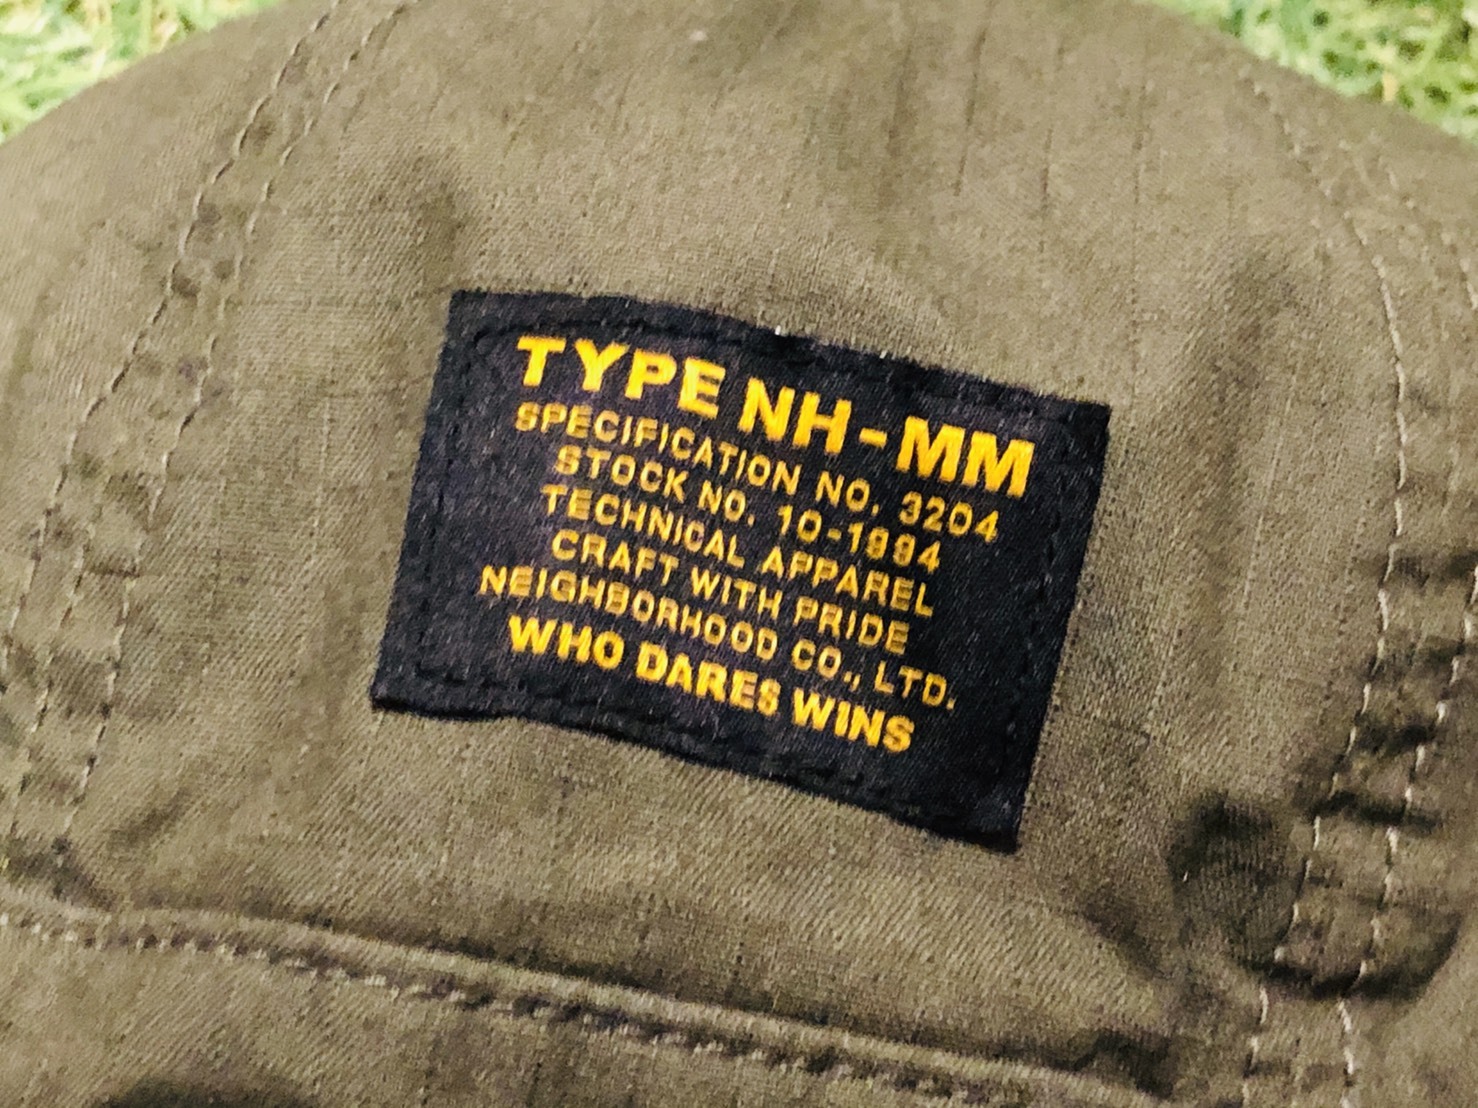 TYPE NH-MM
SPECIFICATION NO. 3204
STOCK NO. 10-1994
TECHNICAL APPAREL
CRAFT WITH PRIDE
NEIGHBORHOOD CO., LTD.
WHO DARES WINS